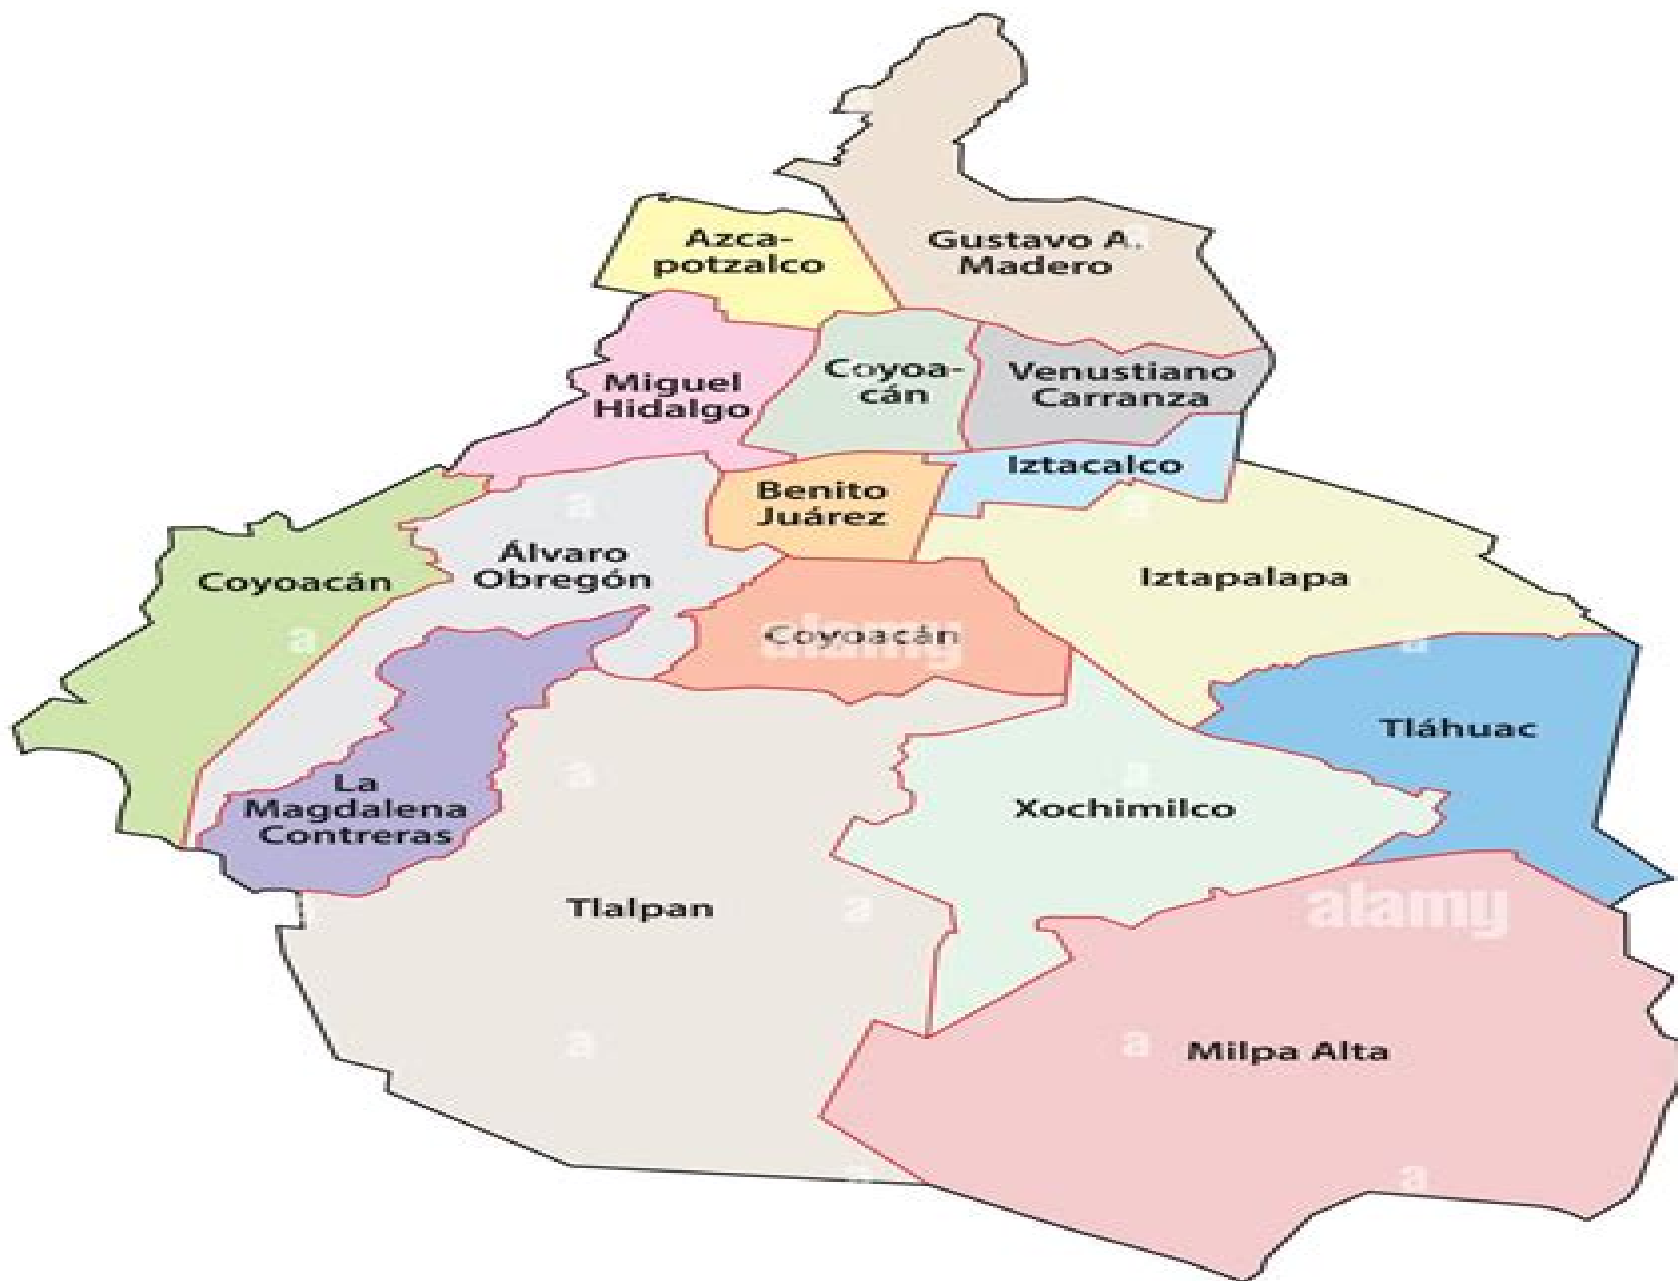 Azca-
potzalco
Gustavo A.
Madero
Miguel
Hidalgo
Coyoa-
cán
Venustiano
Carranza
Iztacalco
Benito
Juárez
Álvaro
Obregón
Coyoacán
Iztapalapa
Coyoacán
alamy
Tláhuac
La
Magdalena
Contreras
Xochimilco
Tlalpan
alamy
Milpa Alta
a
a
a
a
a
a
a
a
a
a
a
a
a